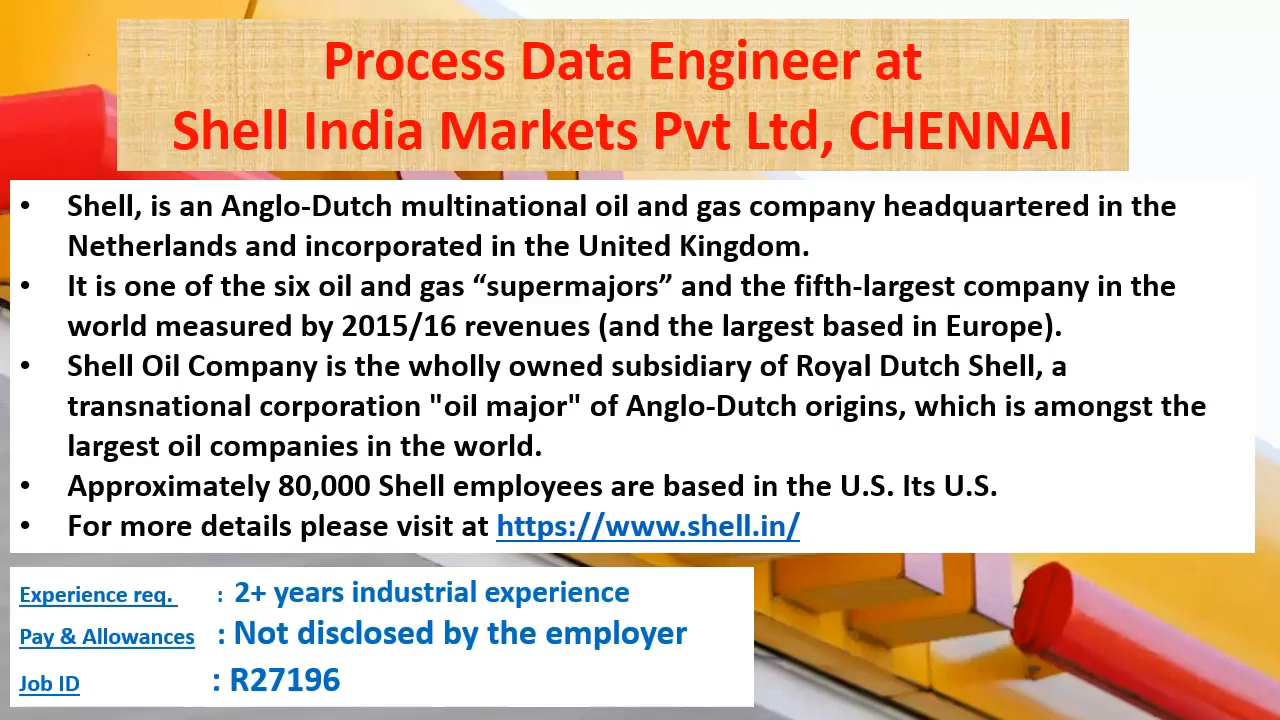 Process Data Engineer at
Shell India Markets Pvt Ltd, CHENNAI
• Shell, is an Anglo-Dutch multinational oil and gas company headquartered in the
Netherlands and incorporated in the United Kingdom.
• It is one of the six oil and gas “supermajors” and the fifth-largest company in the
world measured by 2015/16 revenues (and the largest based in Europe).
• Shell Oil Company is the wholly owned subsidiary of Royal Dutch Shell, a
transnational corporation "oil major" of Anglo-Dutch origins, which is amongst the
largest oil companies in the world.
• Approximately 80,000 Shell employees are based in the U.S. Its U.S.
• For more details please visit at https://www.shell.in/
Experience req. : 2+ years industrial experience
Pay & Allowances : Not disclosed by the employer
Job ID : R27196